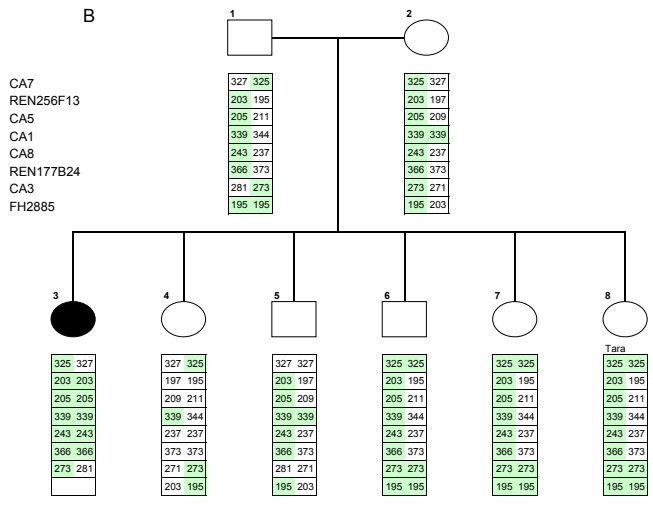 B
1 2
CA7 327 325 325 327
REN256F13 203 195 203 197
CA5 205 211 205 209
CA1 339 344 339 339
CA8 243 237 243 237
REN177B24 366 373 366 373
CA3 281 273 273 271
FH2885 195 195 195 203
3 4 5 6 7 8
Tara
325 327 327 325 327 327 325 325 325 325 325 325
203 203 197 195 203 197 203 195 203 195 203 195
205 205 209 211 205 209 205 211 205 211 205 211
339 339 339 344 339 339 339 344 339 344 339 344
243 243 237 237 243 237 243 237 243 237 243 237
366 366 373 373 366 373 366 373 366 373 366 373
273 281 271 273 281 271 273 273 273 273 273 273
203 195 195 203 195 195 195 195 195 195